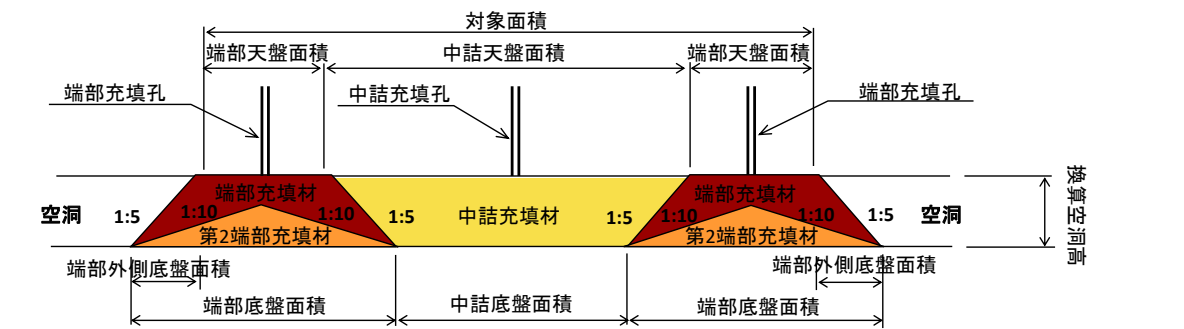 対象面積
端部天盤面積
中詰天盤面積
端部天盤面積
端部充填孔
中詰充填孔
端部充填孔
換算空洞高
端部充填材
端部充填材
空洞
1:5
1:10
1:10
1:5
中詰充填材
1:5
1:10
1:10
1:5
空洞
第2端部充填材
第2端部充填材
端部外側底盤面積
端部外側底盤面積
端部底盤面積
中詰底盤面積
端部底盤面積